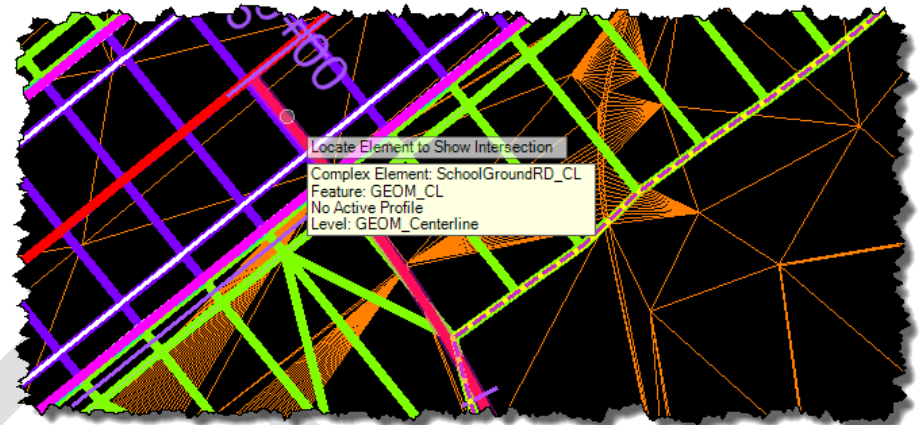 Locate Element to Show Intersection
Complex Element: SchoolGroundRD_CL
Feature: GEOM_CL
No Active Profile
Level: GEOM_Centerline